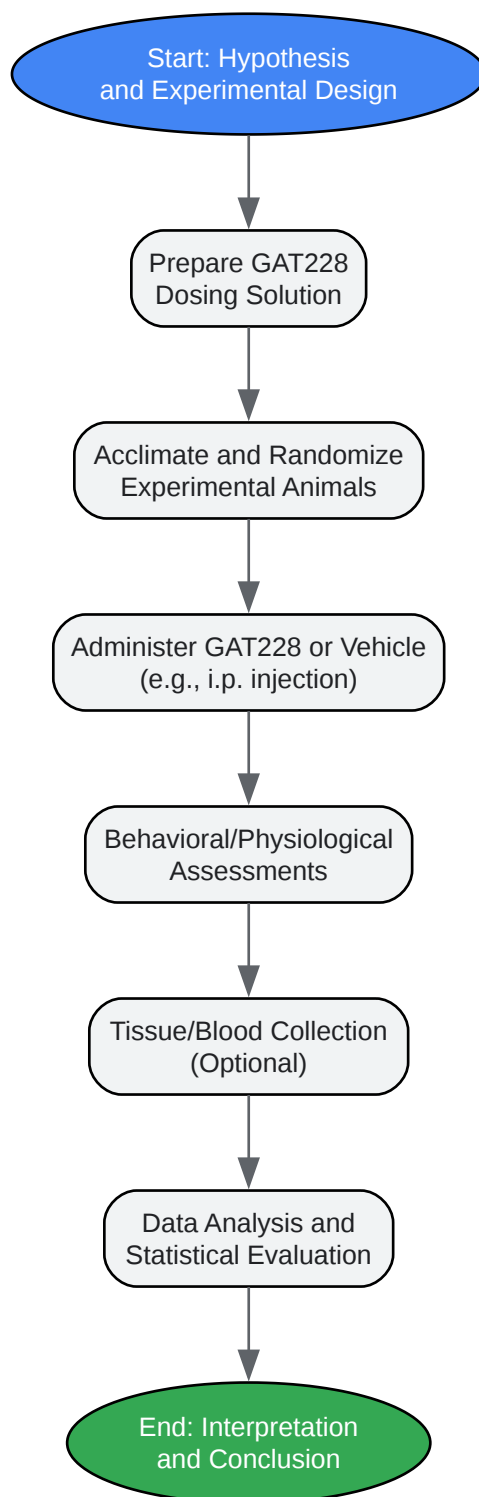 Start: Hypothesis
and Experimental Design
Prepare GAT228
Dosing Solution
Acclimate and Randomize
Experimental Animals
Administer GAT228 or Vehicle
(e.g., i.p. injection)
Behavioral/Physiological
Assessments
Tissue/Blood Collection
(Optional)
Data Analysis and
Statistical Evaluation
End: Interpretation
and Conclusion